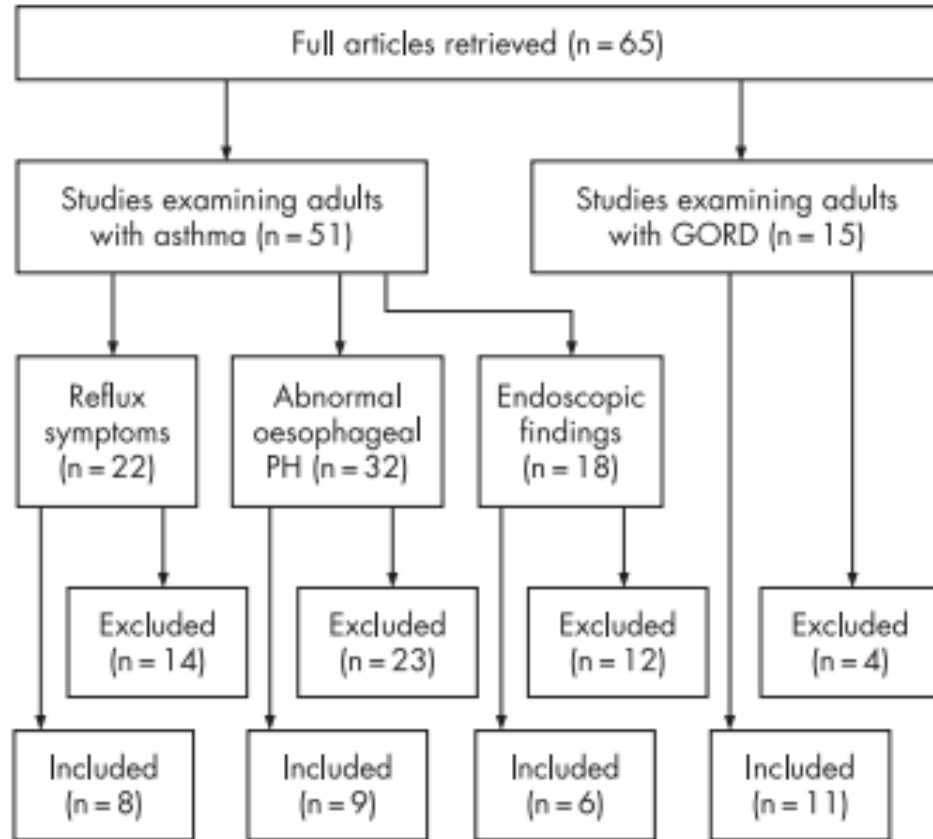 Full articles retrieved (n = 65)
Studies examining adults
with asthma (n = 51)
Studies examining adults
with GORD (n = 15)
Reflux
symptoms
(n = 22)
Abnormal
oesophageal
PH (n = 32)
Endoscopic
findings
(n = 18)
Excluded
(n = 14)
Excluded
(n = 23)
Excluded
(n = 12)
Excluded
(n = 4)
Included
(n = 8)
Included
(n = 9)
Included
(n = 6)
Included
(n = 11)